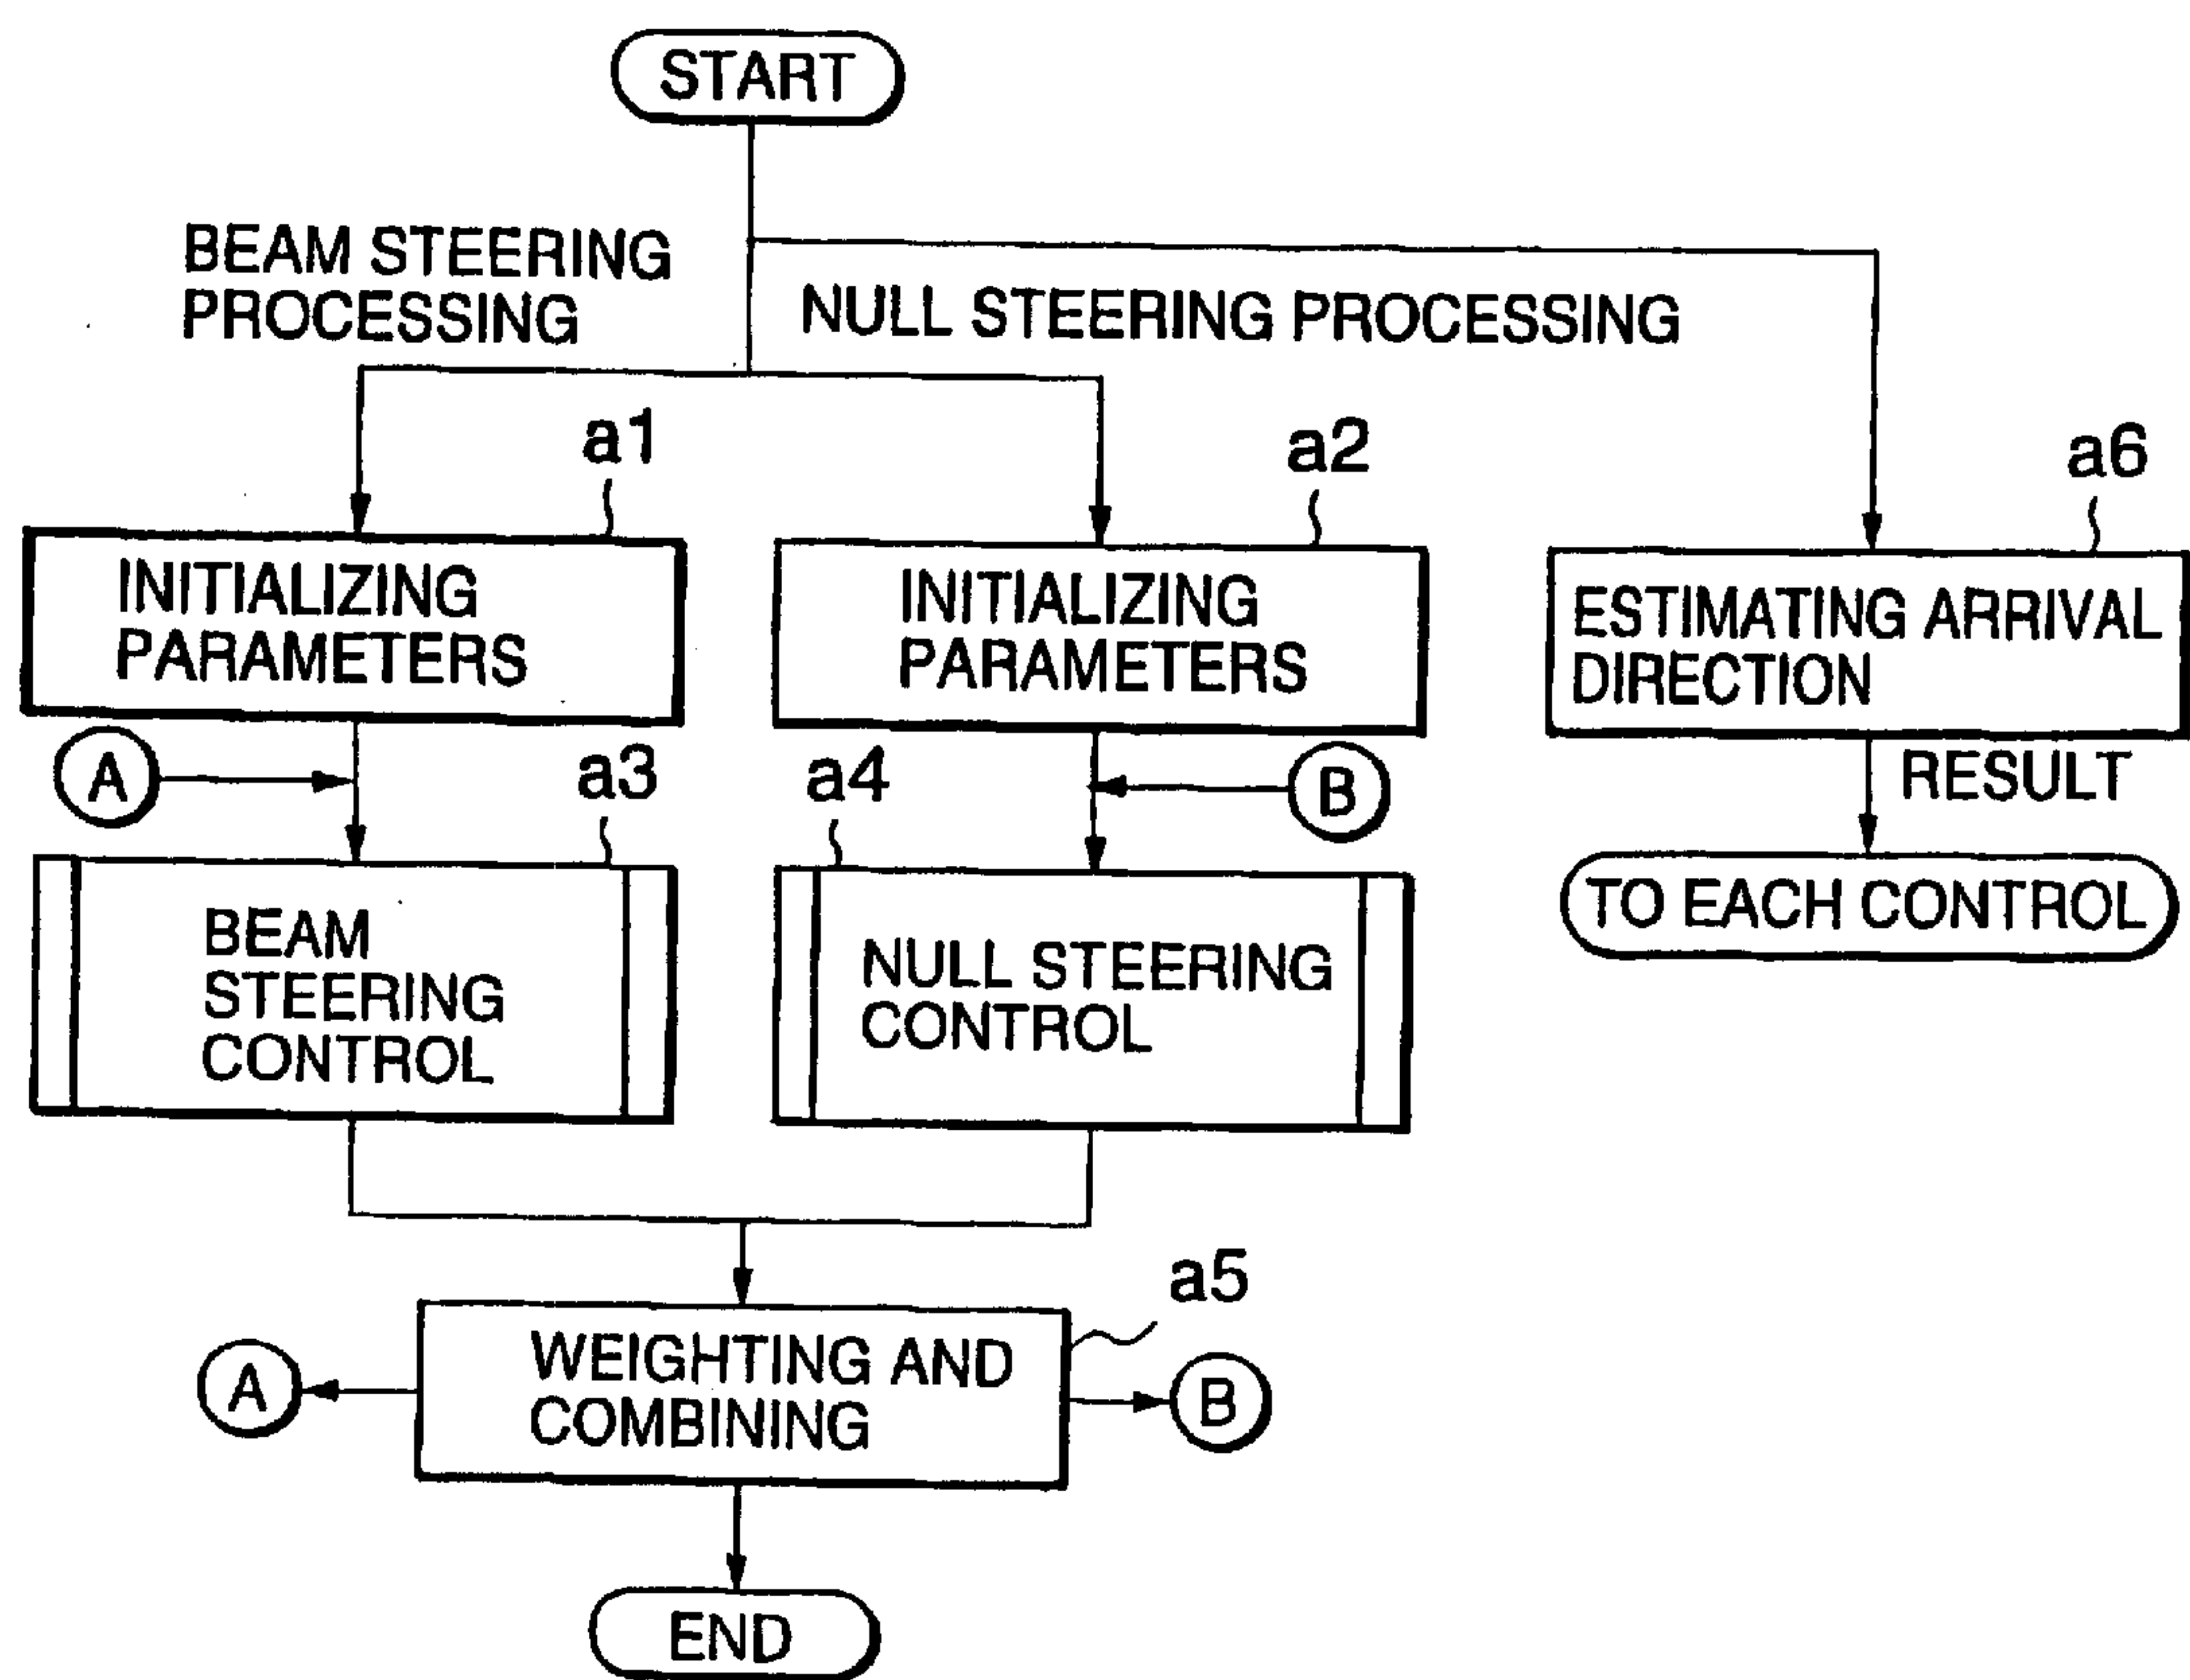 START
BEAM STEERING
PROCESSING
NULL STEERING PROCESSING
a1
a2
a6
INITIALIZING
PARAMETERS
INITIALIZING
PARAMETERS
ESTIMATING ARRIVAL
DIRECTION
A
a3
a4
B
RESULT
BEAM
STEERING
CONTROL
NULL STEERING
CONTROL
TO EACH CONTROL
a5
A
WEIGHTING AND
COMBINING
B
END